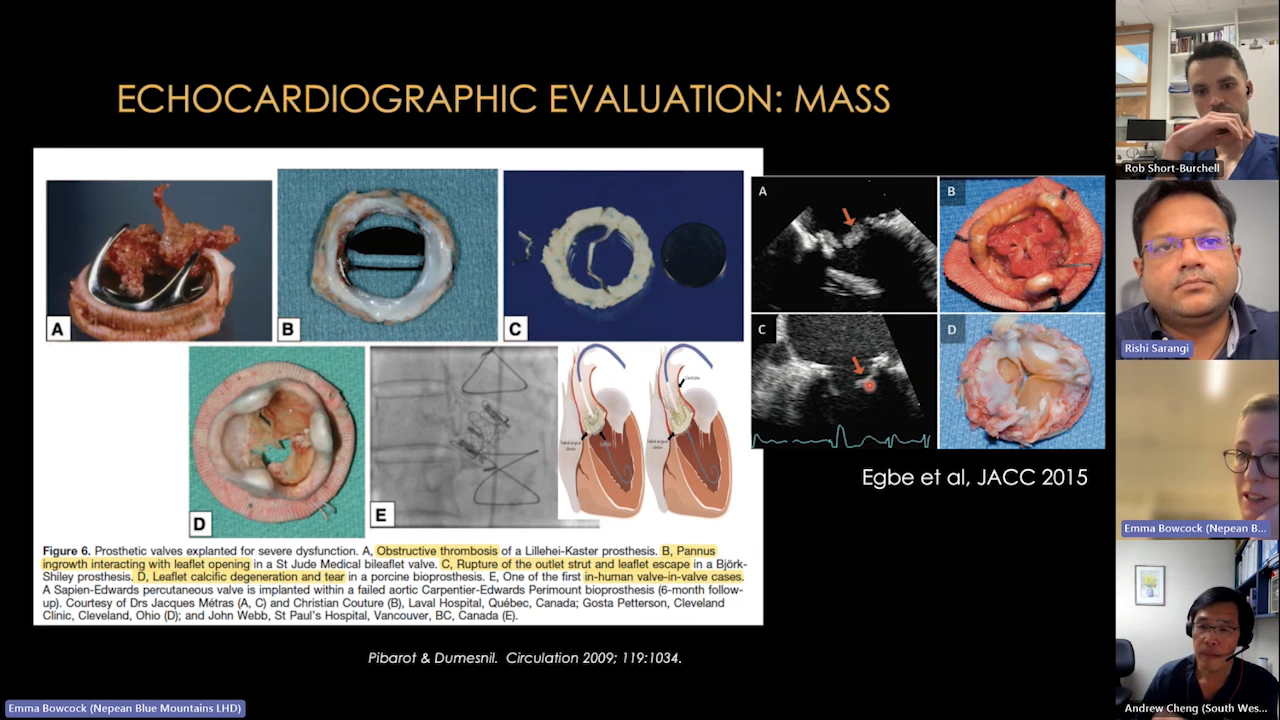 ECHOCARDIOGRAPHIC EVALUATION: MASS
A
B
C
D
E
Figure 6. Prosthetic valves explanted for severe dysfunction. A, Obstructive thrombosis of a Lillehei-Kaster prosthesis. B, Pannus
ingrowth interacting with leaflet opening in a St Jude Medical bileaflet valve. C, Rupture of the outlet strut and leaflet escape in a Björk-
Shiley prosthesis. D, Leaflet calcific degeneration and tear in a porcine bioprosthesis. E, One of the first in-human valve-in-valve cases.
A Sapien-Edwards percutaneous valve is implanted within a failed aortic Carpentier-Edwards Perimount bioprosthesis (6-month follow-
up). Courtesy of Drs Jacques Métras (A, C) and Christian Couture (B), Laval Hospital, Québec, Canada; Gosta Petterson, Cleveland
Clinic, Cleveland, Ohio (D); and John Webb, St Paul's Hospital, Vancouver, BC, Canada (E).
A
B
C
D
Egbe et al, JACC 2015
Pibarot & Dumesnil. Circulation 2009; 119:1034.
Emma Bowcock (Nepean Blue Mountains LHD)
Rob Short-Burchell
Rishi Sarangi
Emma Bowcock (Nepean B...
Andrew Cheng (South Wes...